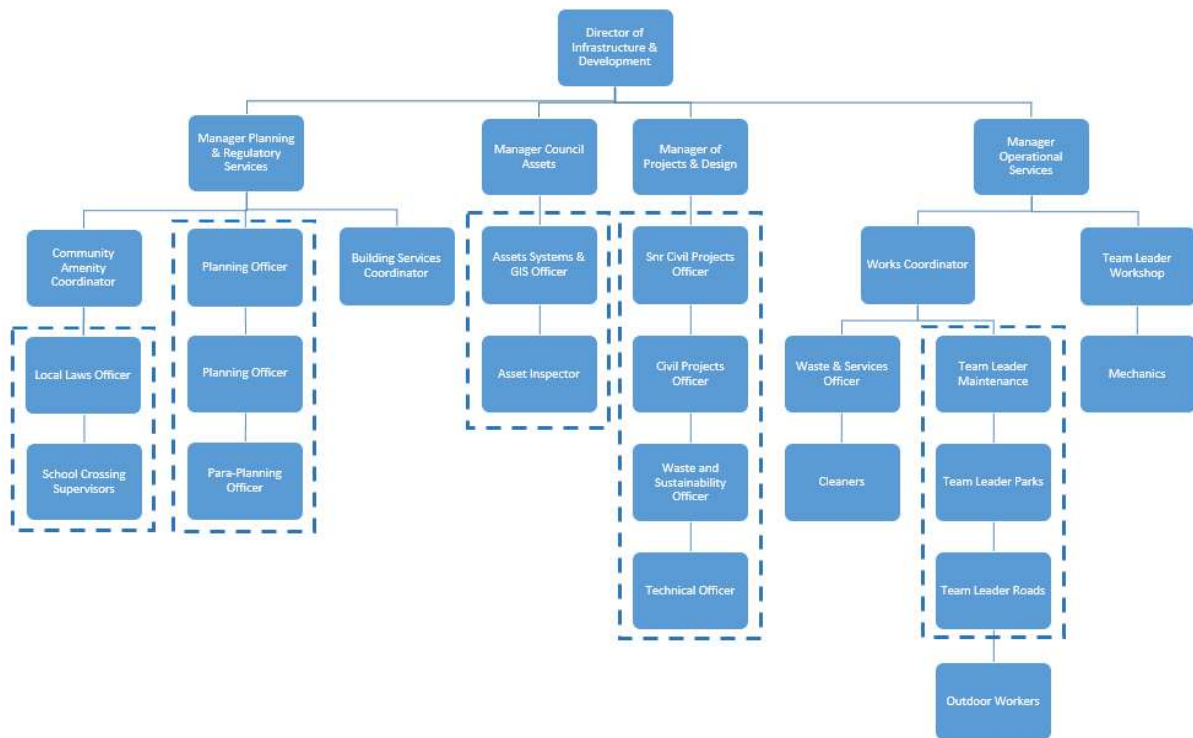 Director of
Infrastructure &
Development
Manager Planning
& Regulatory
Services
Manager Council
Assets
Manager of
Projects & Design
Manager
Operational
Services
Community
Amenity
Coordinator
Planning Officer
Building Services
Coordinator
Assets Systems &
GIS Officer
Snr Civil Projects
Officer
Works Coordinator
Team Leader
Workshop
Local Laws Officer
Planning Officer
Asset Inspector
Civil Projects
Officer
Waste & Services
Officer
Team Leader
Maintenance
Mechanics
School Crossing
Supervisors
Para-Planning
Officer
Waste and
Sustainability
Officer
Cleaners
Team Leader Parks
Technical Officer
Team Leader Roads
Outdoor Workers